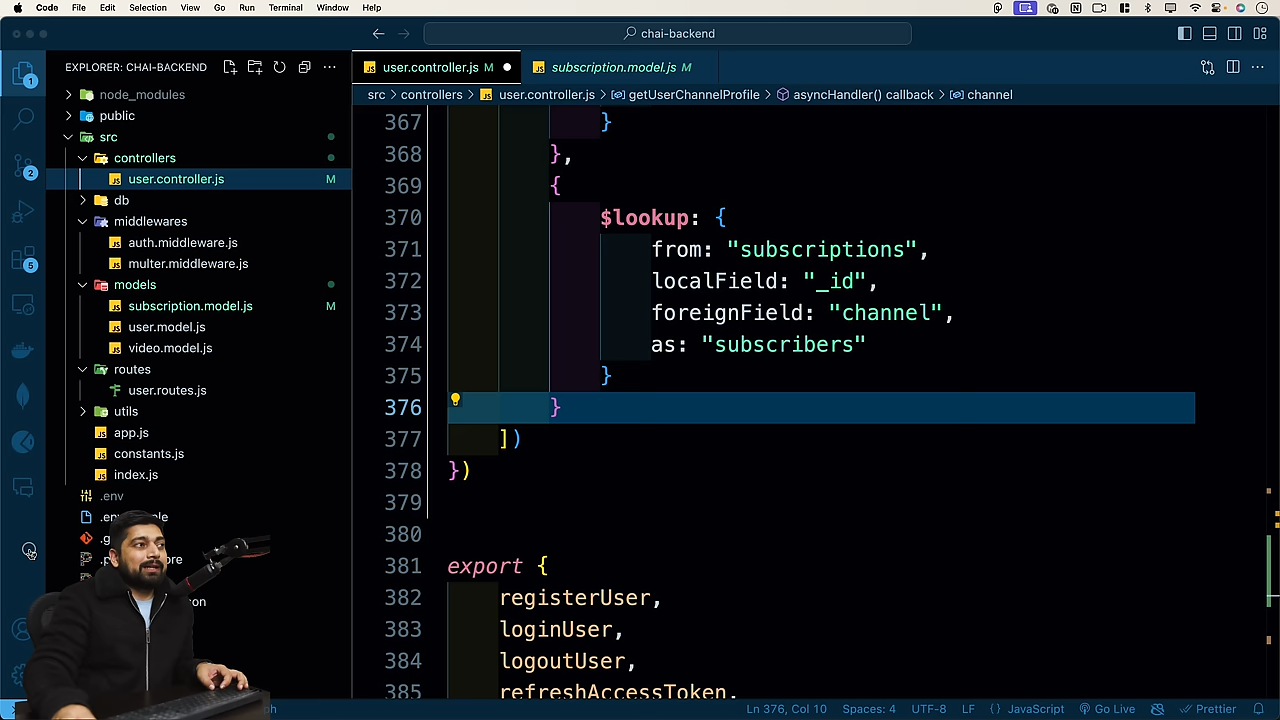 Code File Edit Selection View Go Run Terminal Window Help
chai-backend
EXPLORER: CHAI-BACKEND
user.controller.js M
subscription.model.js M
src > controllers > user.controller.js > getUserChannelProfile > asyncHandler() callback > channel
node_modules
public
src
controllers
user.controller.js M
db
middlewares
auth.middleware.js
multer.middleware.js
models
subscription.model.js M
user.model.js
video.model.js
routes
user.routes.js
utils
app.js
constants.js
index.js
.env
1
2
5
367 }
368 },
369 {
370 $lookup: {
371 from: "subscriptions",
372 localField: "_id",
373 foreignField: "channel",
374 as: "subscribers"
375 }
376 }
377 ])
378 })
379
380
381 export {
382 registerUser,
383 loginUser,
384 logoutUser,
385 refreshAccessToken,
Ln 376, Col 10 Spaces: 4 UTF-8 LF {} JavaScript Go Live Prettier